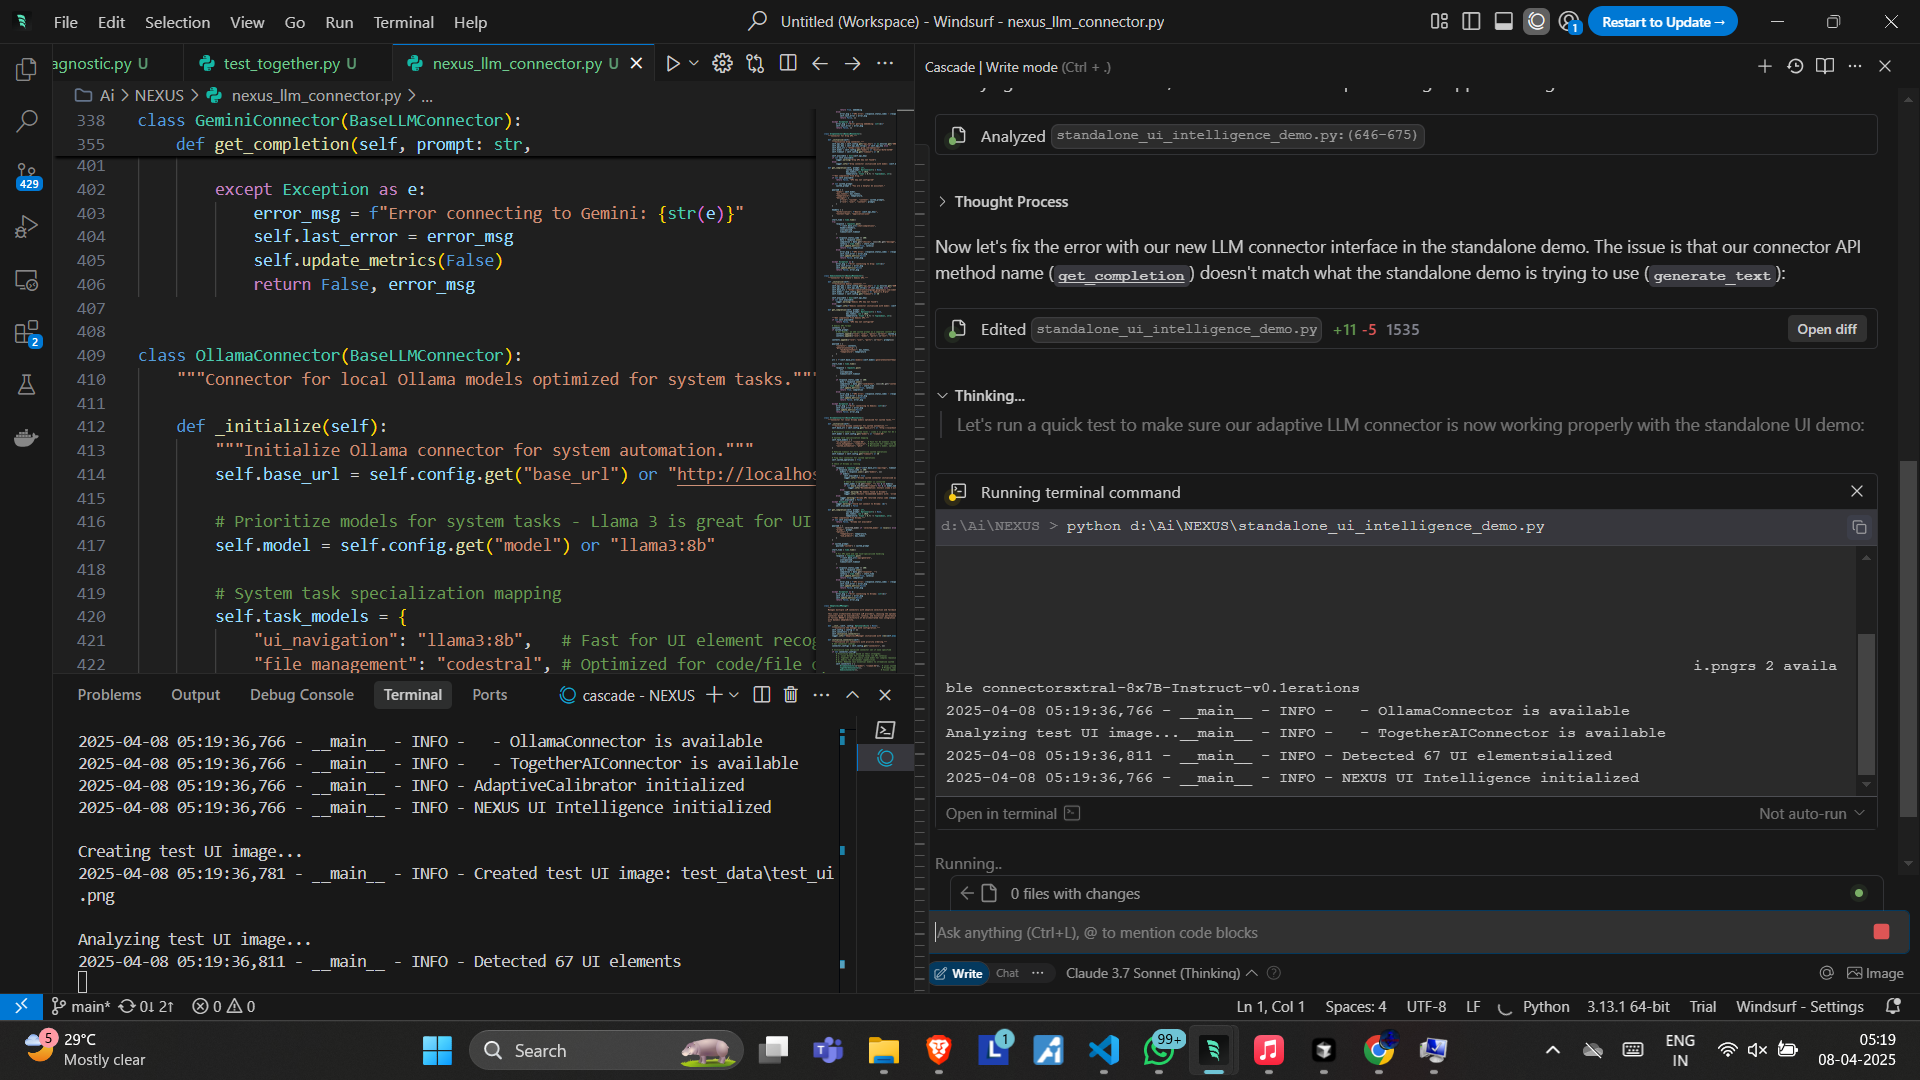 File Edit Selection View Go Run Terminal Help
Untitled (Workspace) - Windsurf - nexus_llm_connector.py
1
Restart to Update →
agnostic.py U
test_together.py U
nexus_llm_connector.py U
Ai > NEXUS > nexus_llm_connector.py > ...
338 class GeminiConnector(BaseLLMConnector):
355 def get_completion(self, prompt: str,
401
402 except Exception as e:
403 error_msg = f"Error connecting to Gemini: {str(e)}"
404 self.last_error = error_msg
405 self.update_metrics(False)
406 return False, error_msg
407
408
409 class OllamaConnector(BaseLLMConnector):
410 """Connector for local Ollama models optimized for system tasks."""
411
412 def _initialize(self):
413 """Initialize Ollama connector for system automation."""
414 self.base_url = self.config.get("base_url") or "http://localhos
415
416 # Prioritize models for system tasks - Llama 3 is great for UI
417 self.model = self.config.get("model") or "llama3:8b"
418
419 # System task specialization mapping
420 self.task_models = {
421 "ui_navigation": "llama3:8b", # Fast for UI element recog
422 "file_management": "codestral", # Optimized for code/file
429
2
Problems Output Debug Console Terminal Ports
cascade - NEXUS
2025-04-08 05:19:36,766 - __main__ - INFO - - OllamaConnector is available
2025-04-08 05:19:36,766 - __main__ - INFO - - TogetherAIConnector is available
2025-04-08 05:19:36,766 - __main__ - INFO - AdaptiveCalibrator initialized
2025-04-08 05:19:36,766 - __main__ - INFO - NEXUS UI Intelligence initialized
Creating test UI image...
2025-04-08 05:19:36,781 - __main__ - INFO - Created test UI image: test_data\test_ui
.png
Analyzing test UI image...
2025-04-08 05:19:36,811 - __main__ - INFO - Detected 67 UI elements
Cascade | Write mode (Ctrl + .)
Analyzed standalone_ui_intelligence_demo.py:(646-675)
Thought Process
Now let's fix the error with our new LLM connector interface in the standalone demo. The issue is that our connector API
method name (get_completion) doesn't match what the standalone demo is trying to use (generate_text):
Edited standalone_ui_intelligence_demo.py +11 -5 1535
Open diff
Thinking...
Let's run a quick test to make sure our adaptive LLM connector is now working properly with the standalone UI demo:
Running terminal command
d:\Ai\NEXUS > python d:\Ai\NEXUS\standalone_ui_intelligence_demo.py
i.pngrs 2 availa
ble connectorsxtral-8x7B-Instruct-v0.1erations
2025-04-08 05:19:36,766 - __main__ - INFO - - OllamaConnector is available
Analyzing test UI image...__main__ - INFO - - TogetherAIConnector is available
2025-04-08 05:19:36,811 - __main__ - INFO - Detected 67 UI elementsialized
2025-04-08 05:19:36,766 - __main__ - INFO - NEXUS UI Intelligence initialized
Open in terminal
Not auto-run
Running..
0 files with changes
Ask anything (Ctrl+L), @ to mention code blocks
Write Chat ... Claude 3.7 Sonnet (Thinking)
Image
main* 0↓ 2↑ 0 0
Ln 1, Col 1 Spaces: 4 UTF-8 LF Python 3.13.1 64-bit Trial Windsurf - Settings
5
29°C
Mostly clear
Search
1
99+
ENG
IN
05:19
08-04-2025